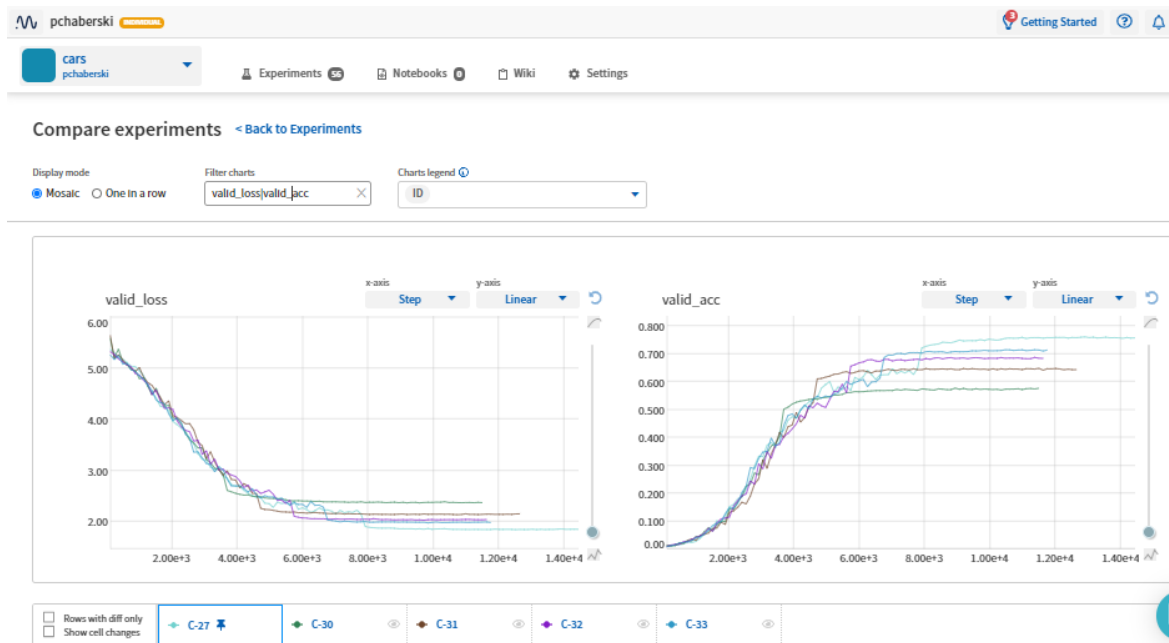 pchaberski INDIVIDUAL 3 Getting Started
cars
pchaberski
Experiments 56 Notebooks 0 Wiki Settings
Compare experiments < Back to Experiments
Display mode Filter charts Charts legend
Mosaic One in a row valid_loss|valid_acc ID
x-axis y-axis x-axis y-axis
valid_loss Step Linear valid_acc Step Linear
6.00
5.00
4.00
3.00
2.00
2.00e+3 4.00e+3 6.00e+3 8.00e+3 1.00e+4 1.20e+4 1.40e+4
0.800
0.700
0.600
0.500
0.400
0.300
0.200
0.100
0.00
2.00e+3 4.00e+3 6.00e+3 8.00e+3 1.00e+4 1.20e+4 1.40e+4
Rows with diff only
Show cell changes
C-27 C-30 C-31 C-32 C-33